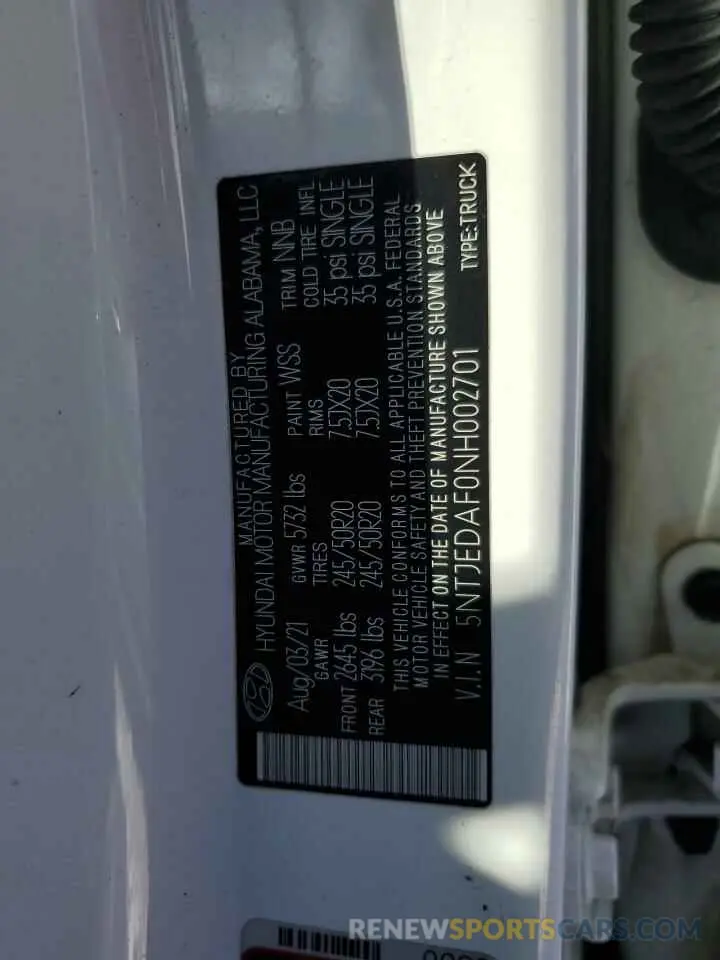 MANUFACTURED BY
HYUNDAI MOTOR MANUFACTURING ALABAMA, LLC
Aug/03/21 GVWR 5732 lbs PAINT WSS TRIM NNB
GAWR TIRES RIMS COLD TIRE INFL
FRONT 2645 lbs 245/50R20 7.5JX20 35 psi SINGLE
REAR 3196 lbs 245/50R20 7.5JX20 35 psi SINGLE
THIS VEHICLE CONFORMS TO ALL APPLICABLE U.S.A. FEDERAL
MOTOR VEHICLE SAFETY AND THEFT PREVENTION STANDARDS
IN EFFECT ON THE DATE OF MANUFACTURE SHOWN ABOVE
V.I.N 5NTJEDAF0NH002701 TYPE:TRUCK
RENEWSPORTSCARS.COM